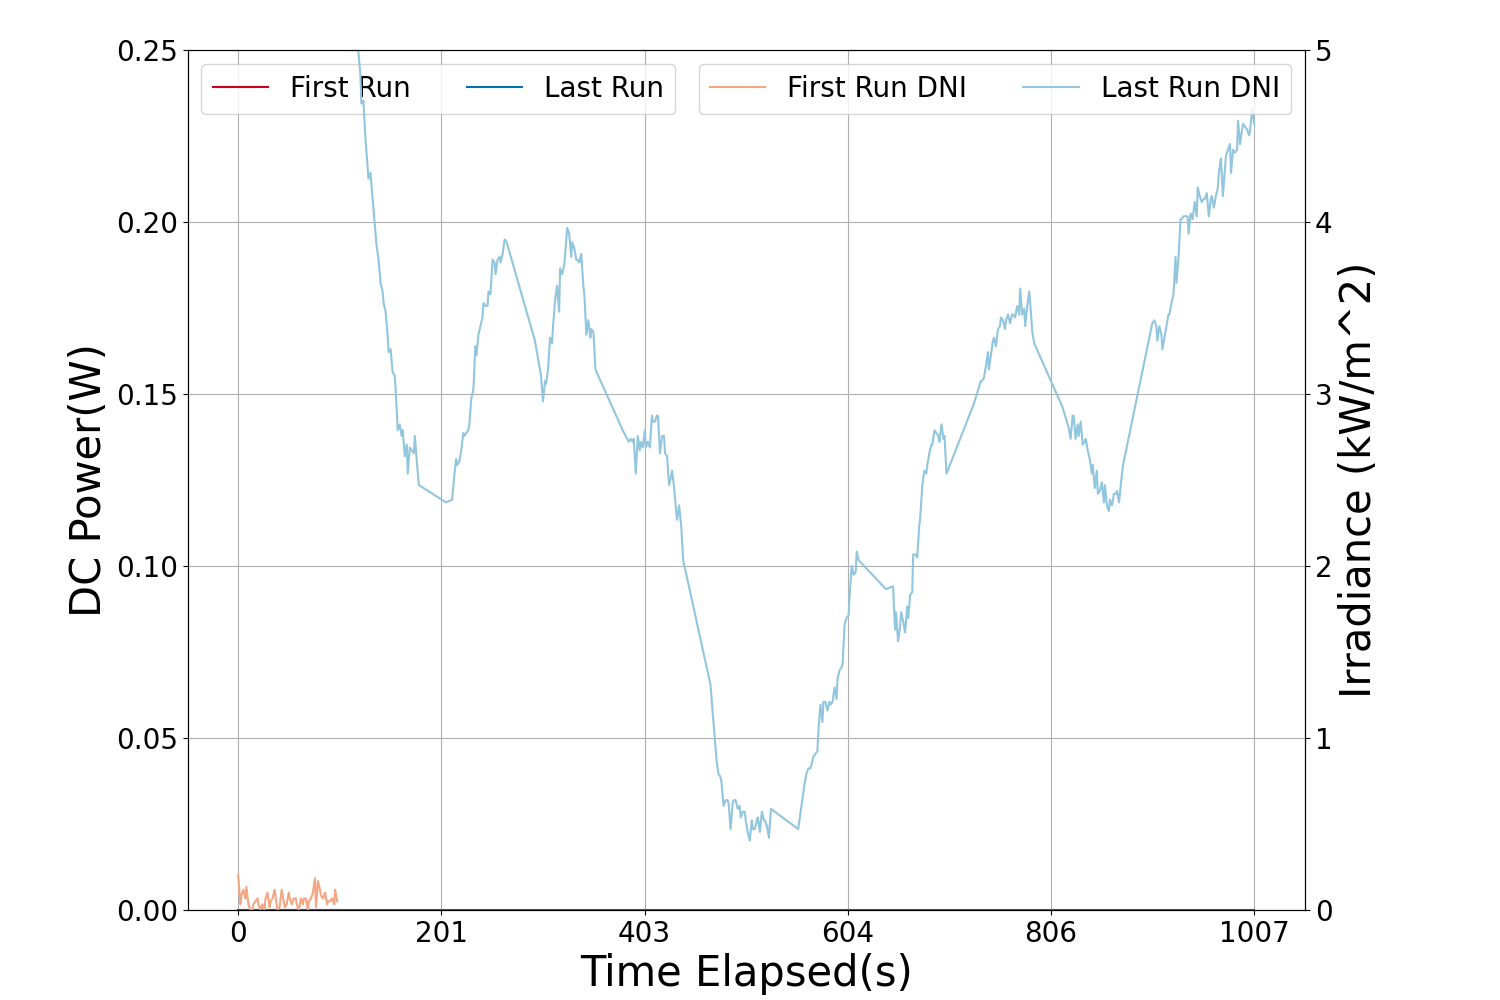 0.25
5
First Run
Last Run
First Run DNI
Last Run DNI
0.20
4
0.15
3
0.10
2
0.05
1
0.00
0
DC Power(W)
Irradiance (kW/m^2)
0 201 403 604 806 1007
Time Elapsed(s)